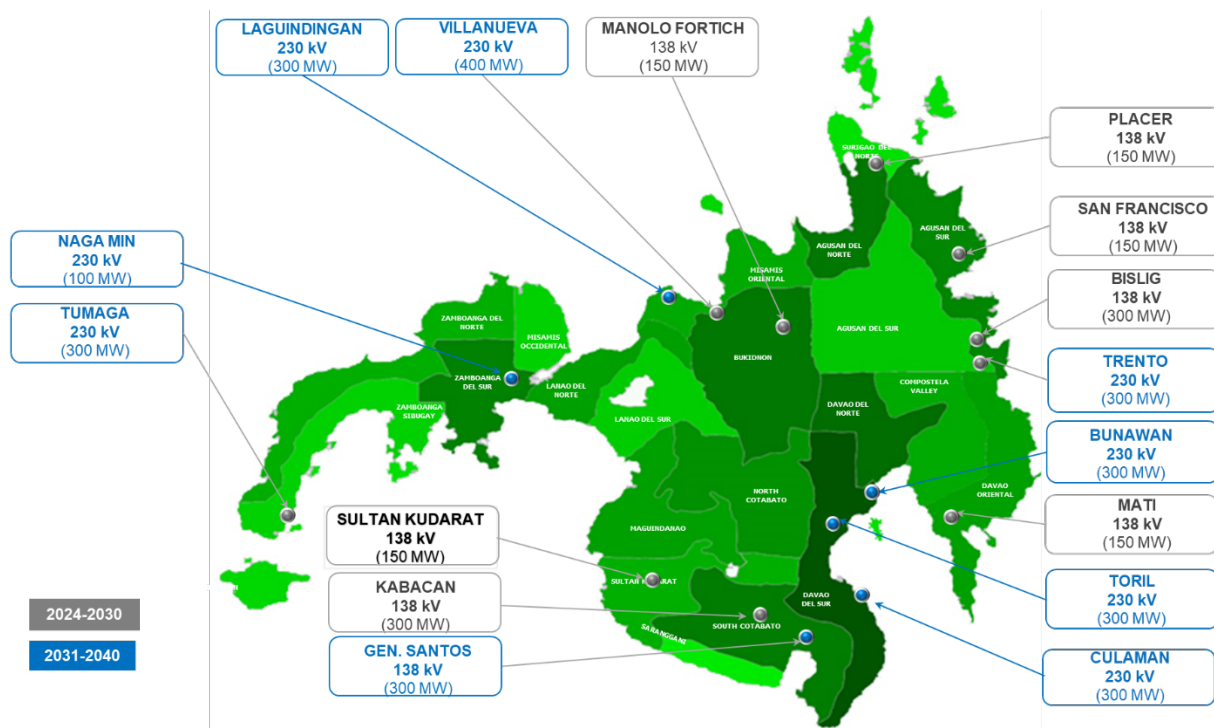 LAGUINDINGAN
230 kV
(300 MW)
VILLANUEVA
230 kV
(400 MW)
MANOLO FORTICH
138 kV
(150 MW)
PLACER
138 kV
(150 MW)
SAN FRANCISCO
138 kV
(150 MW)
BISLIG
138 kV
(300 MW)
TRENTO
230 kV
(300 MW)
BUNAWAN
230 kV
(300 MW)
MATI
138 kV
(150 MW)
TORIL
230 kV
(300 MW)
CULAMAN
230 kV
(300 MW)
NAGA MIN
230 kV
(100 MW)
TUMAGA
230 kV
(300 MW)
SULTAN KUDARAT
138 kV
(150 MW)
KABACAN
138 kV
(300 MW)
GEN. SANTOS
138 kV
(300 MW)
2024-2030
2031-2040
SURIGAO DEL
NORTE
AGUSAN DEL
SUR
AGUSAN DEL
NORTE
MISAMIS
ORIENTAL
AGUSAN DEL SUR
BUKIDNON
ZAMBOANGA DEL
NORTE
MISAMIS
OCCIDENTAL
ZAMBOANGA
DEL SUR
ZAMBOANGA
SIBUGAY
LANAO DEL
NORTE
LANAO DEL SUR
COMPOSTELA
VALLEY
DAVAO DEL
NORTE
DAVAO
ORIENTAL
NORTH
COTABATO
MAGUINDANAO
SULTAN KUDARAT
SOUTH COTABATO
DAVAO
DEL SUR
SARANGGANI